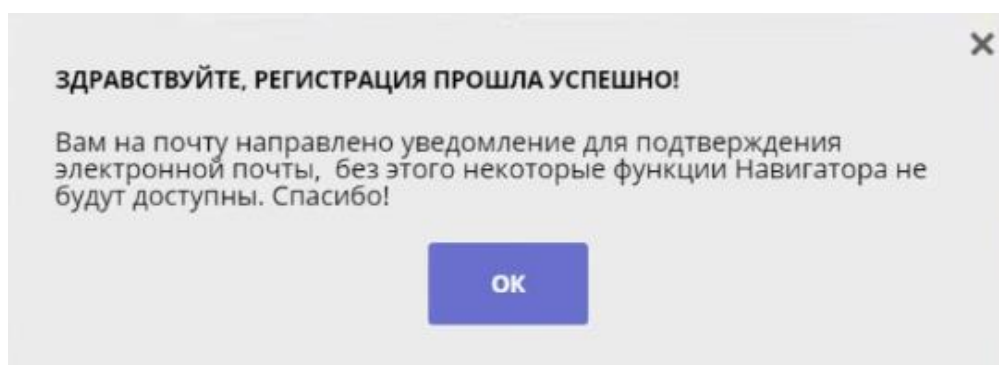 ЗДРАВСТВУЙТЕ, РЕГИСТРАЦИЯ ПРОШЛА УСПЕШНО!
Вам на почту направлено уведомление для подтверждения
электронной почты,  без этого некоторые функции Навигатора не
будут доступны. Спасибо!
ОК